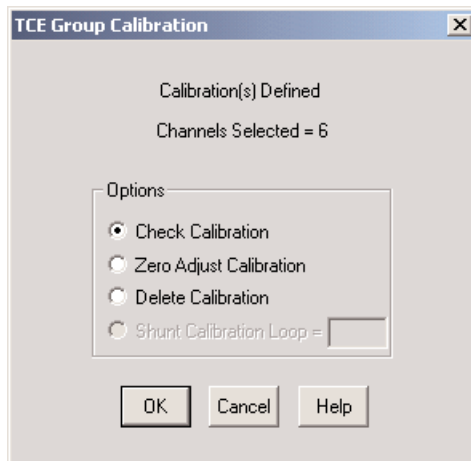 TCE Group Calibration
Calibration(s) Defined
Channels Selected = 6
Options
Check Calibration
Zero Adjust Calibration
Delete Calibration
Shunt Calibration Loop =
OK Cancel Help